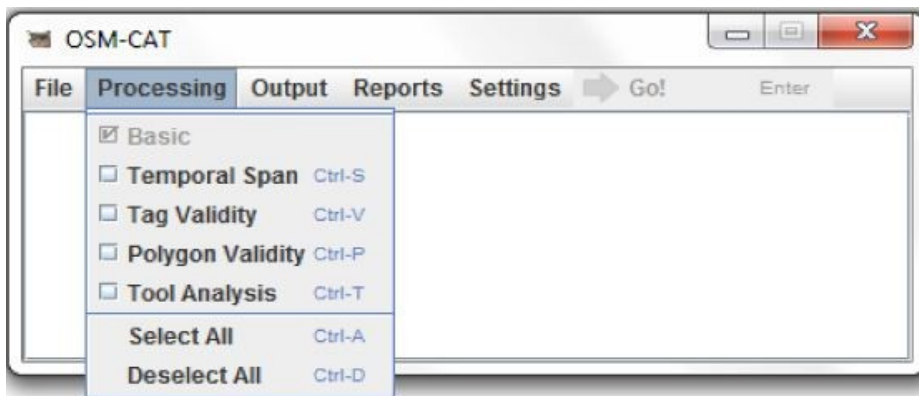 OSM-CAT
File Processing Output Reports Settings Go! Enter
Basic
Temporal Span Ctrl-S
Tag Validity Ctrl-V
Polygon Validity Ctrl-P
Tool Analysis Ctrl-T
Select All Ctrl-A
Deselect All Ctrl-D